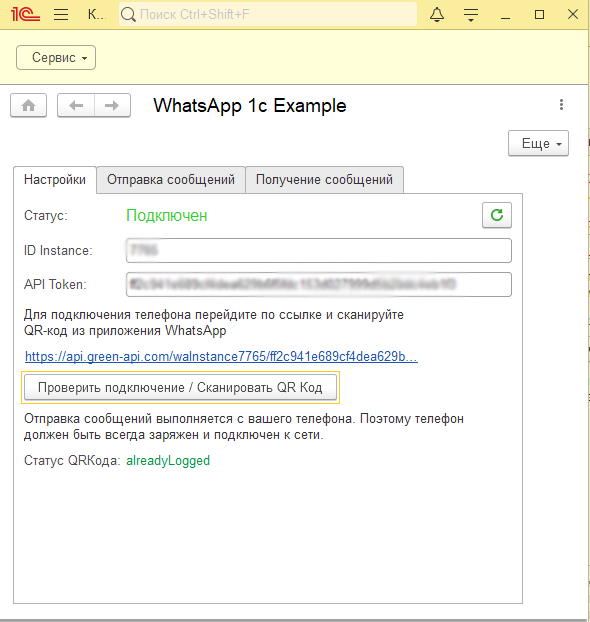 1С К... Поиск Ctrl+Shift+F
Сервис
WhatsApp 1c Example
Еще
Настройки Отправка сообщений Получение сообщений
Статус: Подключен
ID Instance: 7765
API Token:
Для подключения телефона перейдите по ссылке и сканируйте
QR-код из приложения WhatsApp
https://api.green-api.com/waInstance7765/ff2c941e689cf4dea629b...
Проверить подключение / Сканировать QR Код
Отправка сообщений выполняется с вашего телефона. Поэтому телефон
должен быть всегда заряжен и подключен к сети.
Статус QRКода: alreadyLogged